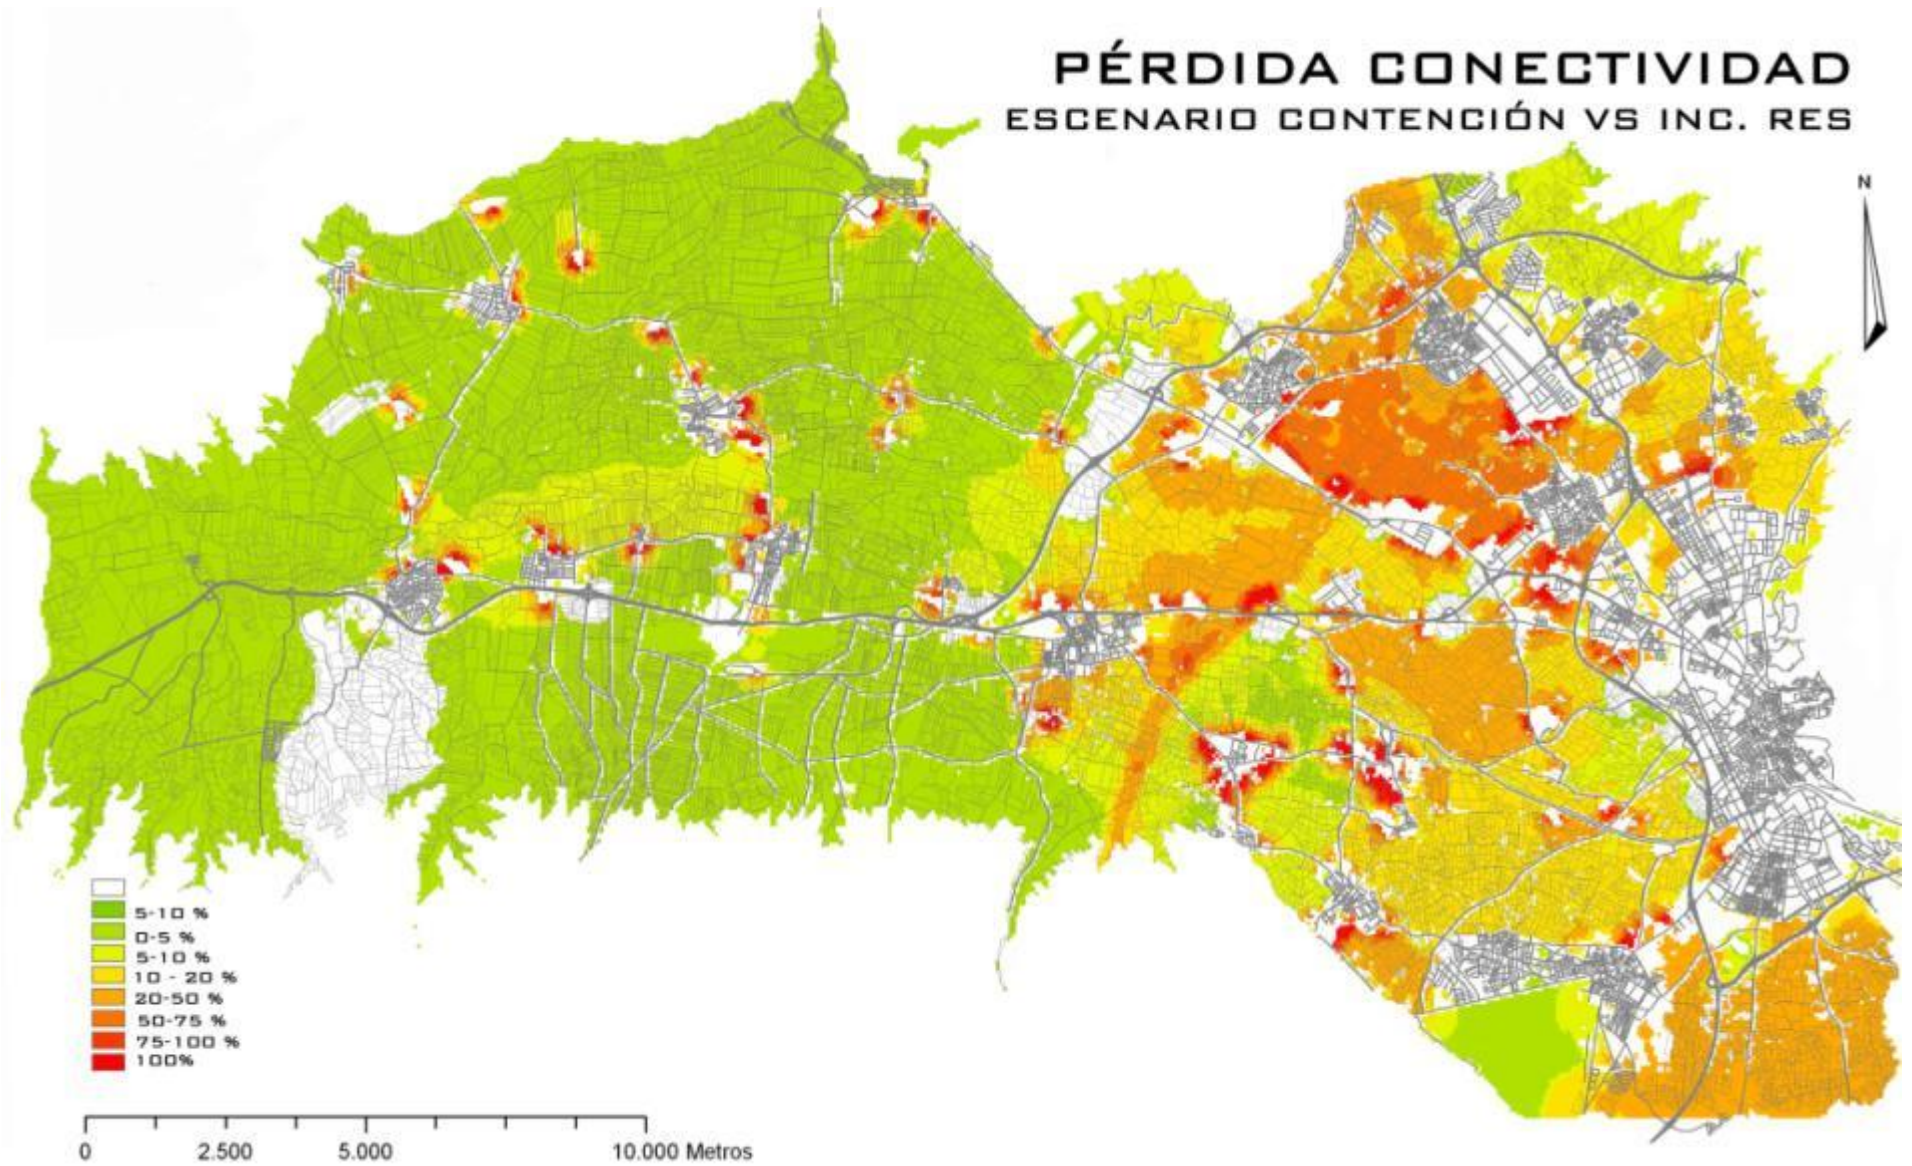 PÉRDIDA CONECTIVIDAD
ESCENARIO CONTENCIÓN VS INC. RES
N
5-10 %
0-5 %
5-10 %
10 - 20 %
20-50 %
50-75 %
75-100 %
100%
0 2.500 5.000 10.000 Metros